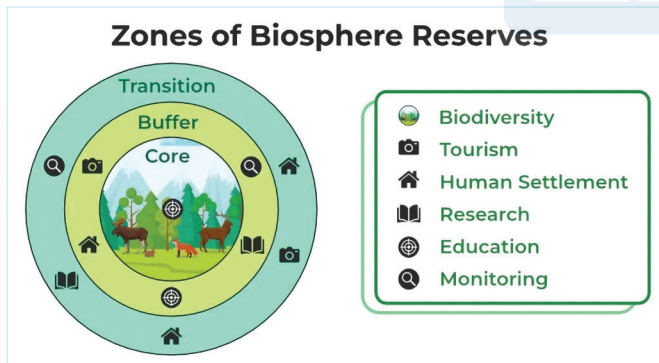 Zones of Biosphere Reserves
Transition
Buffer
Core
Biodiversity
Tourism
Human Settlement
Research
Education
Monitoring